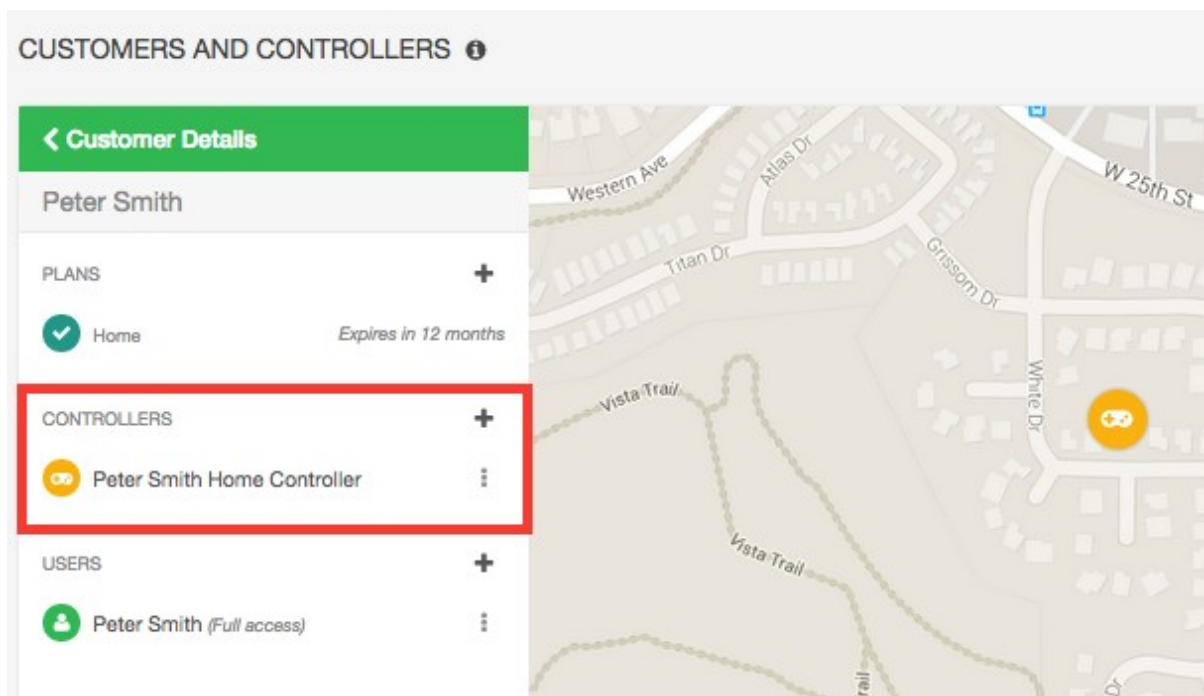 CUSTOMERS AND CONTROLLERS
Customer Details
Peter Smith
PLANS
Home Expires in 12 months
CONTROLLERS
Peter Smith Home Controller
USERS
Peter Smith (Full access)
Western Ave
Atlas Dr
W 25th St
Titan Dr
Grissom Dr
White Dr
Vista Trail
Vista Trail
rail
Dr